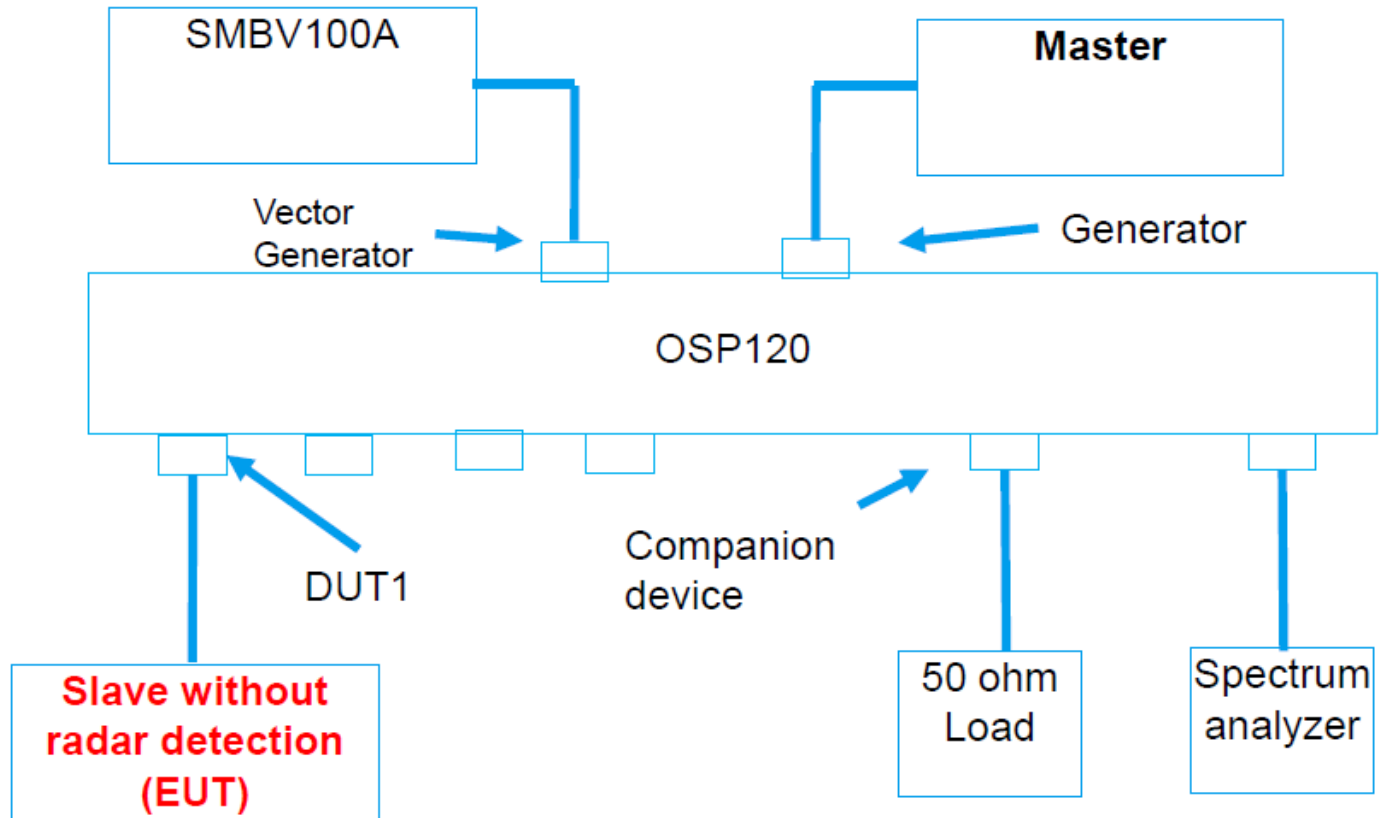 SMBV100A
Master
Vector
Generator
Generator
OSP120
DUT1
Companion
device
Slave without
radar detection
(EUT)
50 ohm
Load
Spectrum
analyzer